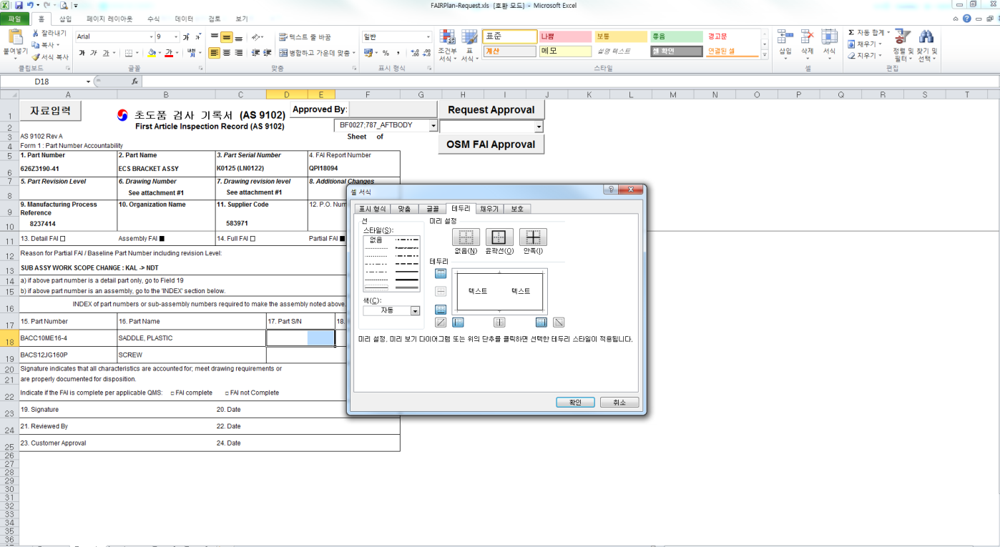 FAIRPlan-Request.xls [호환 모드] - Microsoft Excel
파일 홈 삽입 페이지 레이아웃 수식 데이터 검토 보기
붙여넣기
잘라내기
복사
서식 복사
클립보드
Arial 9
가 가 가
글꼴
텍스트 줄 바꿈
병합하고 가운데 맞춤
맞춤
일반
표시 형식
조건부 서식
표 서식
표준 나쁨 보통 좋음 경고문
계산 메모 설명 텍스트 셀 확인 연결된 셀
스타일
삽입 삭제 서식
셀
Σ 자동 합계
채우기
지우기
정렬 및 필터
찾기 및 선택
편집
D18
fx
A B C D E F G H I J K L M N O P Q R S T
1
2
3
4
5
6
7
8
9
10
11
12
13
14
15
16
17
18
19
20
21
22
23
24
25
26
27
28
29
30
31
32
33
34
35
36
자료입력
초도품 검사 기록서 (AS 9102)
First Article Inspection Record (AS 9102)
Approved By:
Request Approval
BF0027;787_AFTBODY
AS 9102 Rev A
Sheet of
OSM FAI Approval
Form 1 : Part Number Accountability
1. Part Number 2. Part Name 3. Part Serial Number 4. FAI Report Number
626Z3190-41 ECS BRACKET ASSY K0125 (LN0122) QPI18094
5. Part Revision Level 6. Drawing Number 7. Drawing revision level 8. Additional Changes
See attachment #1 See attachment #1
9. Manufacturing Process Reference 10. Organization Name 11. Supplier Code 12. P.O. Num
8237414 583971
13. Detail FAI □ Assembly FAI ■ 14. Full FAI □ Partial FAI ■
Reason for Partial FAI / Baseline Part Number including revision Level:
SUB ASSY WORK SCOPE CHANGE : KAL -> NDT
a) if above part number is a detail part only, go to Field 19
b) if above part number is an assembly, go to the 'INDEX' section below.
INDEX of part numbers or sub-assembly numbers required to make the assembly noted above.
15. Part Number 16. Part Name 17. Part S/N 18.
BACC10ME16-4 SADDLE, PLASTIC
BACS12JG160P SCREW
Signature indicates that all characteristics are accounted for; meet drawing requirements or
are properly documented for disposition.
Indicate if the FAI is complete per applicable QMS: □ FAI complete □ FAI not Complete
19. Signature 20. Date
21. Reviewed By 22. Date
23. Customer Approval 24. Date
셀 서식
표시 형식 맞춤 글꼴 테두리 채우기 보호
선
스타일(S):
없음
색(C):
자동
미리 설정
없음(N) 윤곽선(O) 안쪽(I)
테두리
텍스트 텍스트
미리 설정, 미리 보기 다이어그램 또는 위의 단추를 클릭하면 선택한 테두리 스타일이 적용됩니다.
확인 취소